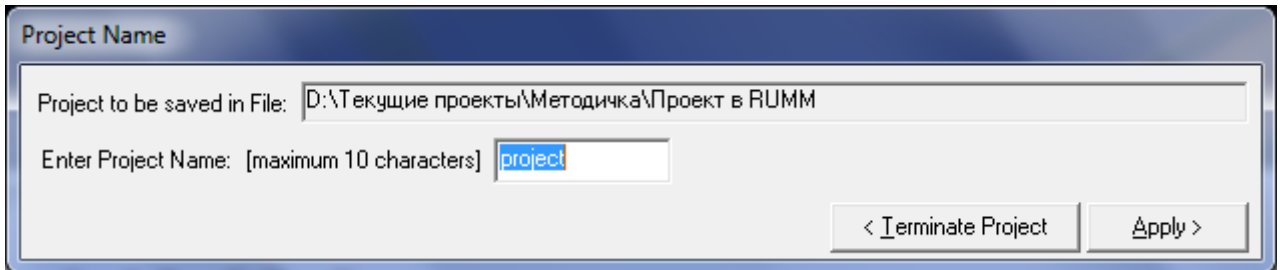 Project Name
Project to be saved in File: D:\Текущие проекты\Методичка\Проект в RUMM
Enter Project Name: [maximum 10 characters] project
< Terminate Project Apply >